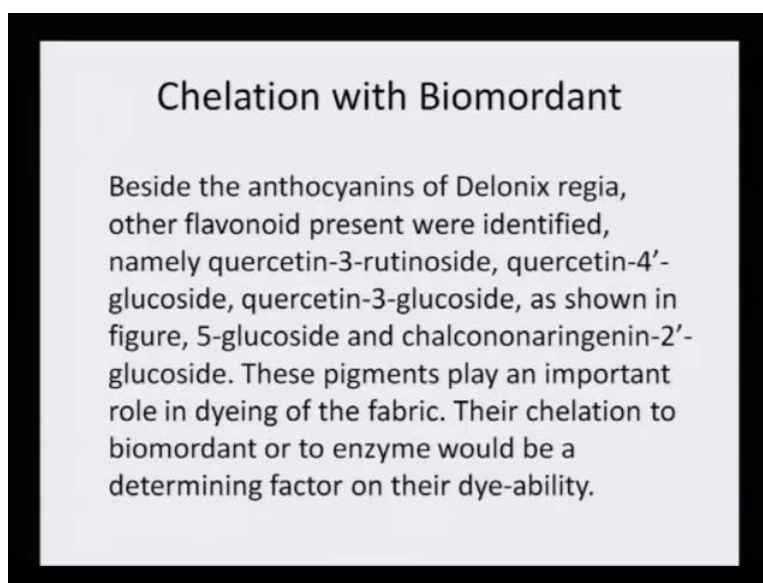 Chelation with Biomordant
Beside the anthocyanins of Delonix regia,
other flavonoid present were identified,
namely quercetin-3-rutinoside, quercetin-4′-
glucoside, quercetin-3-glucoside, as shown in
figure, 5-glucoside and chalcononaringenin-2′-
glucoside. These pigments play an important
role in dyeing of the fabric. Their chelation to
biomordant or to enzyme would be a
determining factor on their dye-ability.